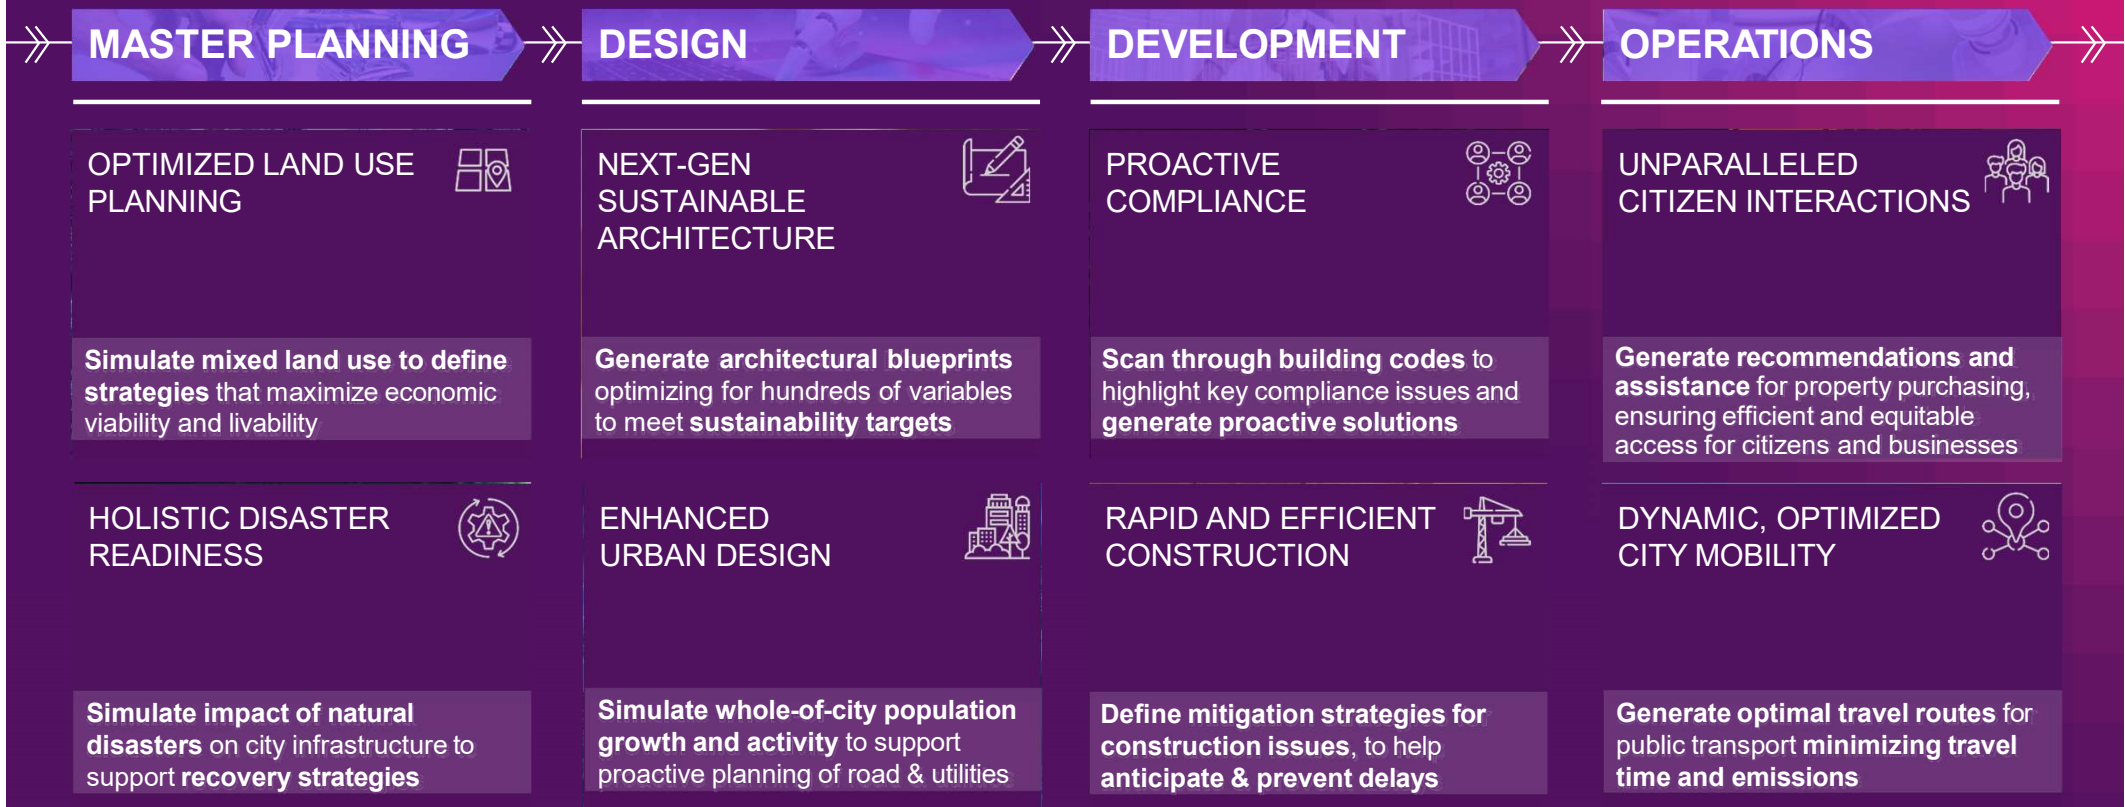 MASTER PLANNING
DESIGN
DEVELOPMENT
OPERATIONS
OPTIMIZED LAND USE
PLANNING
Simulate mixed land use to define
strategies that maximize economic
viability and livability
NEXT-GEN
SUSTAINABLE
ARCHITECTURE
Generate architectural blueprints
optimizing for hundreds of variables
to meet sustainability targets
PROACTIVE
COMPLIANCE
Scan through building codes to
highlight key compliance issues and
generate proactive solutions
UNPARALLELED
CITIZEN INTERACTIONS
Generate recommendations and
assistance for property purchasing,
ensuring efficient and equitable
access for citizens and businesses
HOLISTIC DISASTER
READINESS
Simulate impact of natural
disasters on city infrastructure to
support recovery strategies
ENHANCED
URBAN DESIGN
Simulate whole-of-city population
growth and activity to support
proactive planning of road & utilities
RAPID AND EFFICIENT
CONSTRUCTION
Define mitigation strategies for
construction issues, to help
anticipate & prevent delays
DYNAMIC, OPTIMIZED
CITY MOBILITY
Generate optimal travel routes for
public transport minimizing travel
time and emissions